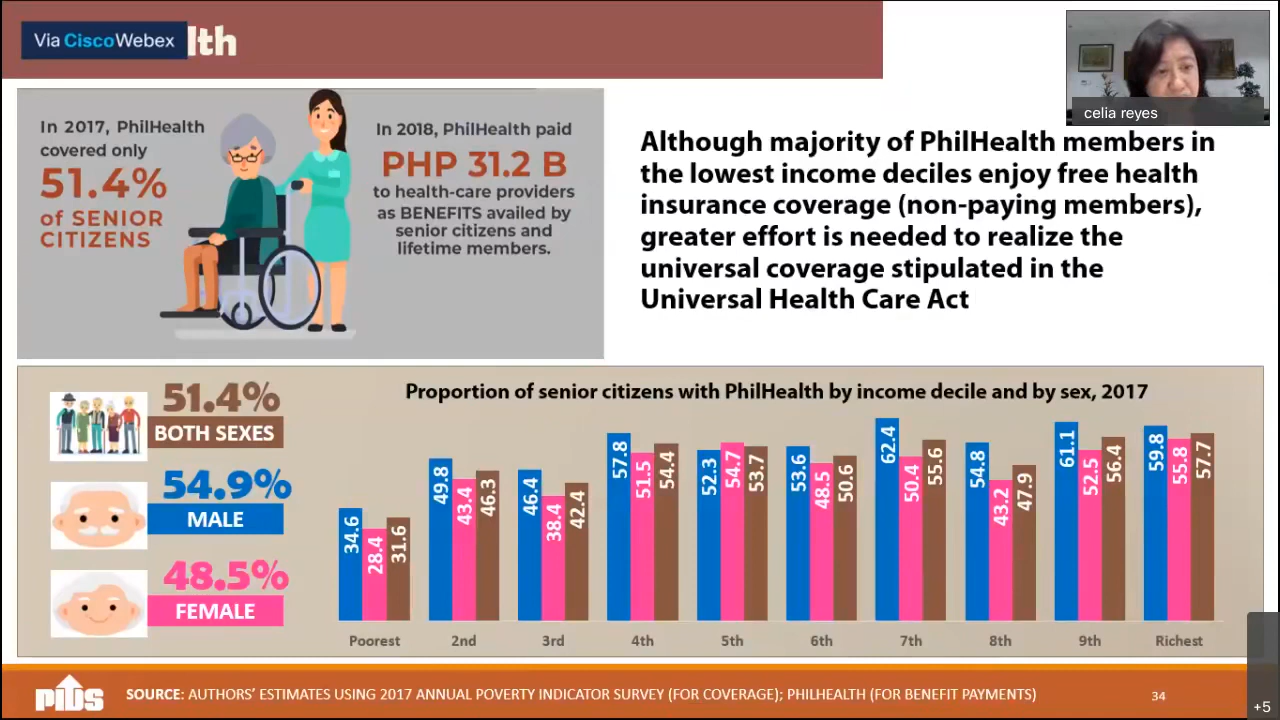 Via CiscoWebex
lth
celia reyes
In 2017, PhilHealth
covered only
51.4%
of SENIOR
CITIZENS
In 2018, PhilHealth paid
PHP 31.2 B
to health-care providers
as BENEFITS availed by
senior citizens and
lifetime members.
Although majority of PhilHealth members in
the lowest income deciles enjoy free health
insurance coverage (non-paying members),
greater effort is needed to realize the
universal coverage stipulated in the
Universal Health Care Act
51.4%
BOTH SEXES
54.9%
MALE
48.5%
FEMALE
Proportion of senior citizens with PhilHealth by income decile and by sex, 2017
34.6 28.4 31.6
49.8 43.4 46.3
46.4 38.4 42.4
57.8 51.5 54.4
52.3 54.7 53.7
53.6 48.5 50.6
62.4 50.4 55.6
54.8 43.2 47.9
61.1 52.5 56.4
59.8 55.8 57.7
Poorest 2nd 3rd 4th 5th 6th 7th 8th 9th Richest
pids
SOURCE: AUTHORS' ESTIMATES USING 2017 ANNUAL POVERTY INDICATOR SURVEY (FOR COVERAGE); PHILHEALTH (FOR BENEFIT PAYMENTS)
34
+5